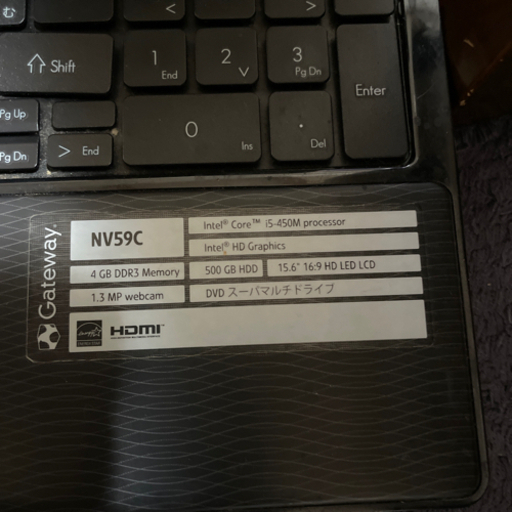 む
< >
Shift 1 End 2 3 Pg Dn
Enter
Pg Up
0 Ins . Del
Pg Dn > End
Gateway
NV59C
Intel® Core™ i5-450M processor
Intel® HD Graphics
4 GB DDR3 Memory
500 GB HDD
15.6" 16:9 HD LED LCD
1.3 MP webcam
DVD スーパーマルチドライブ
HDMI